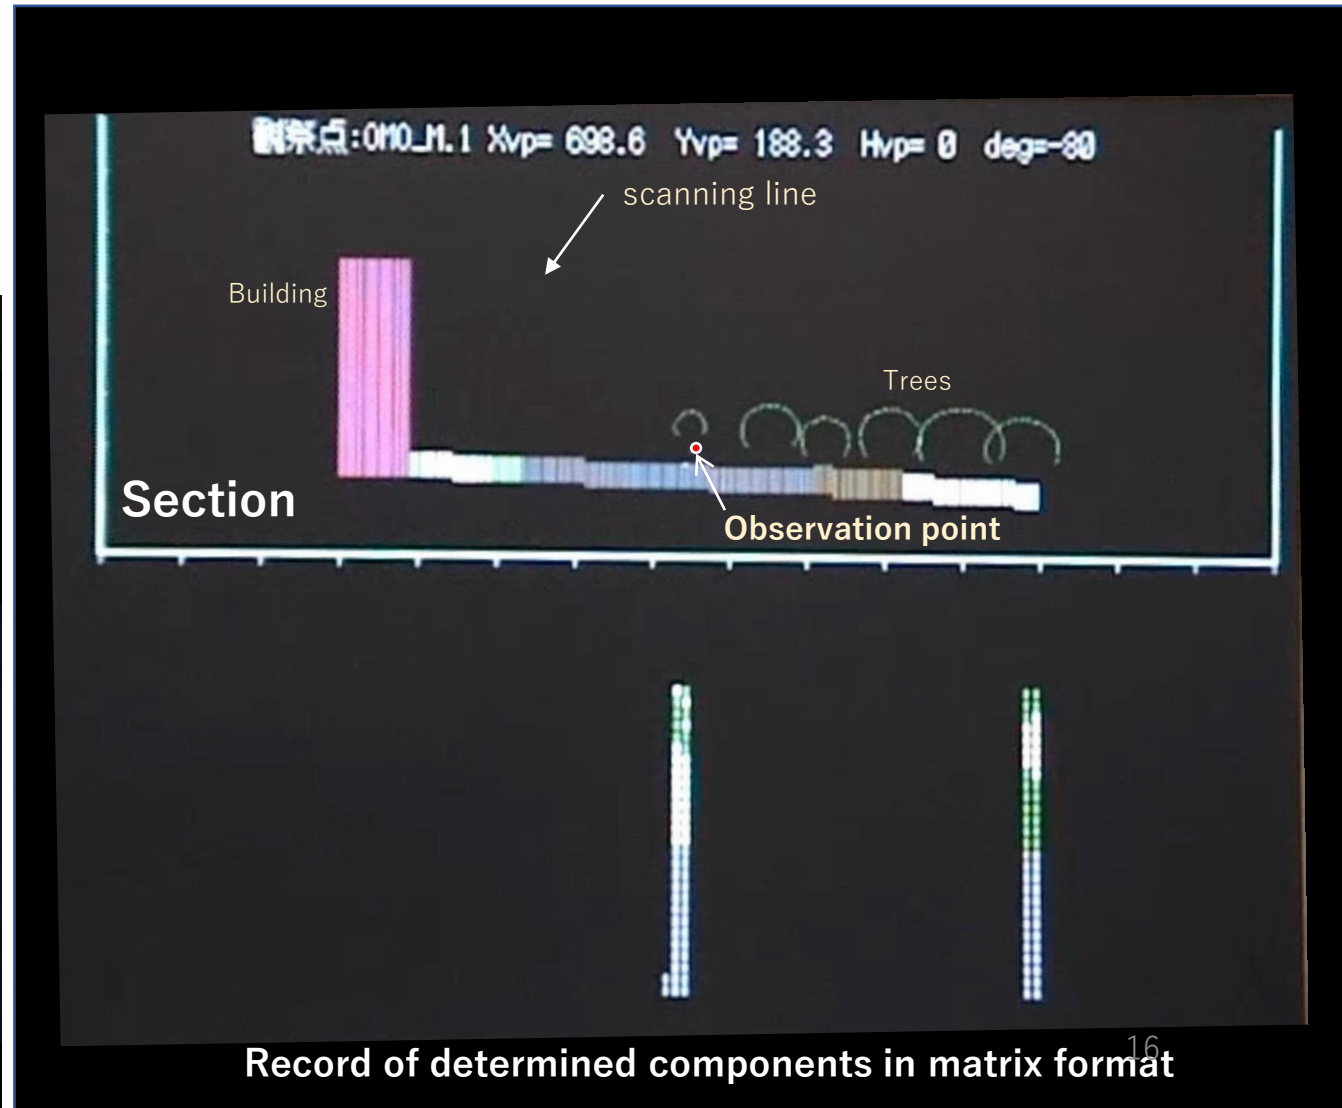 観察点:OMO_M.1 Xvp= 698.6 Yvp= 188.3 Hvp= 0 deg=-80
scanning line
Building
Trees
Section
Observation point
16
Record of determined components in matrix format